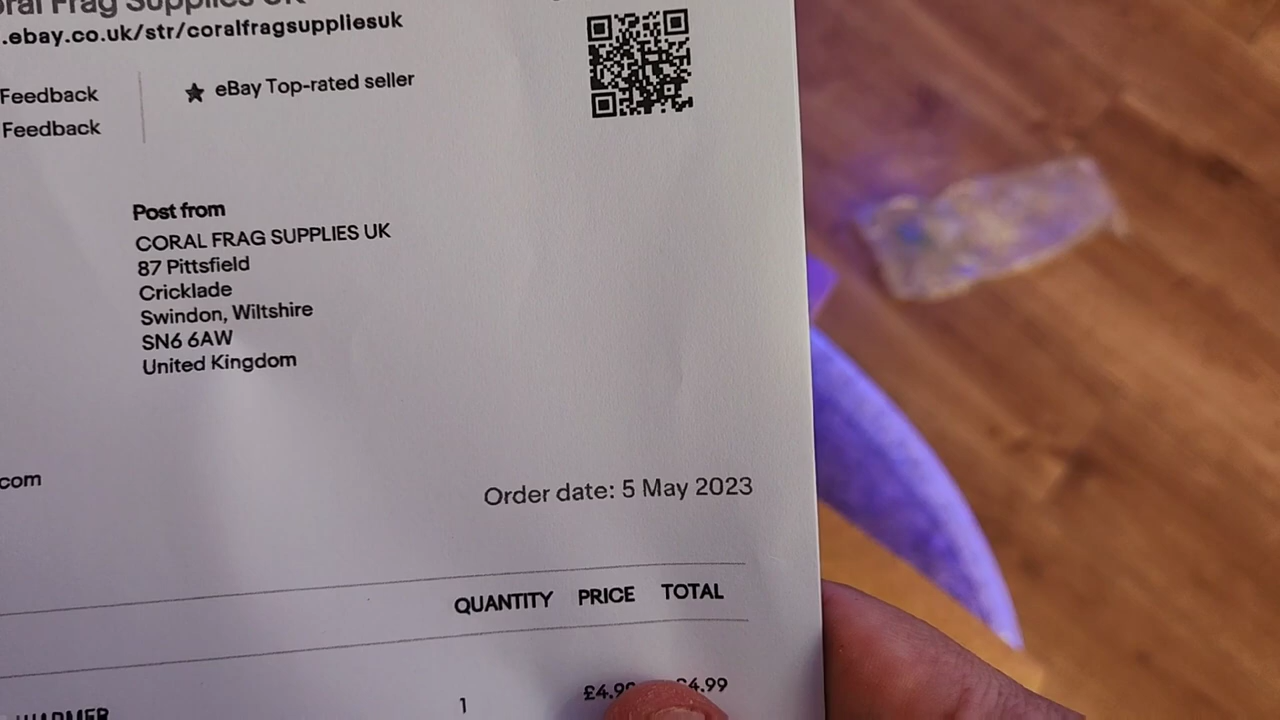 Frag Supplies UK
.ebay.co.uk/str/coralfragsuppliesuk
Feedback
★ eBay Top-rated seller
Feedback
Post from
CORAL FRAG SUPPLIES UK
87 Pittsfield
Cricklade
Swindon, Wiltshire
SN6 6AW
United Kingdom
com
Order date: 5 May 2023
QUANTITY PRICE TOTAL
1 £4.99 £4.99